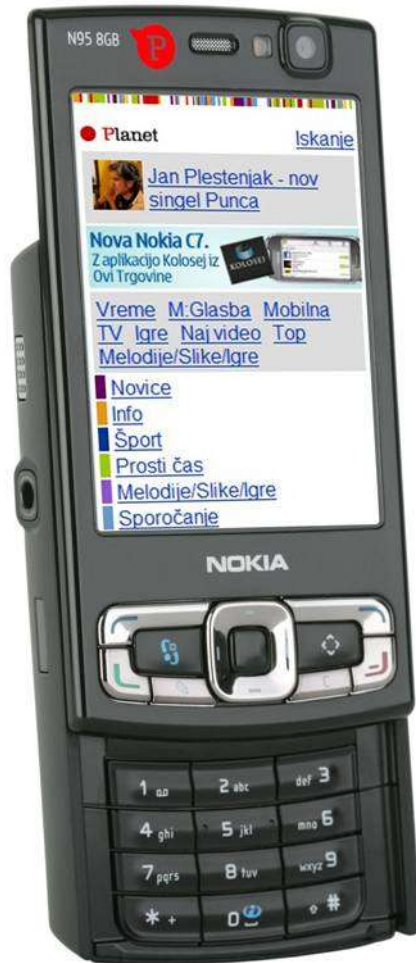 N95 8GB
P
Planet
Iskanje
Jan Plestenjak - nov
singel Punca
Nova Nokia C7.
Z aplikacijo Kolosej iz
Ovi Trgovine
KOLOSEJ
Vreme M:Glasba Mobilna
TV Igre Naj video Top
Melodije/Slike/Igre
Novice
Info
Šport
Prosti čas
Melodije/Slike/Igre
Sporočanje
NOKIA
C
1 2 abc def 3
4 ghi 5 jkl mno 6
7 pqrs 8 tuv wxyz 9
* + 0 #